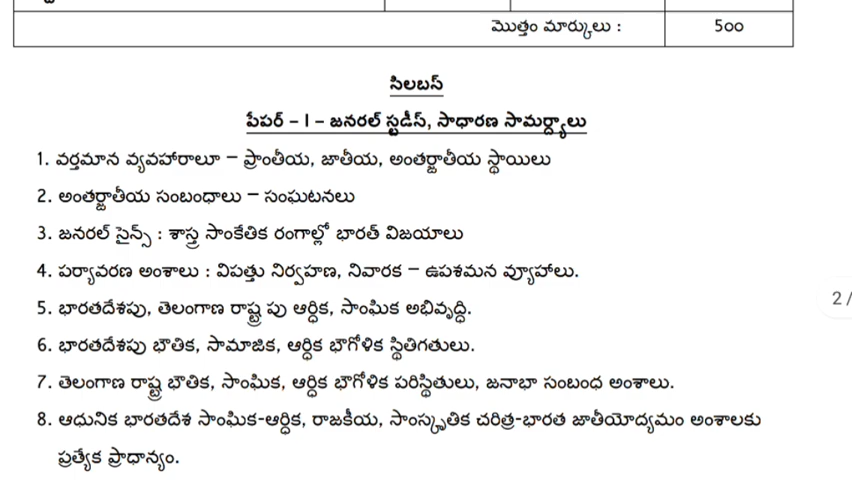 మొత్తం మార్కులు : 500
సిలబస్
పేపర్ – I – జనరల్ స్టడీస్, సాధారణ సామర్ద్యాలు
1. వర్తమాన వ్యవహారాలూ – ప్రాంతీయ, జాతీయ, అంతర్జాతీయ స్థాయిలు
2. అంతర్జాతీయ సంబంధాలు – సంఘటనలు
3. జనరల్ సైన్స్ : శాస్త్ర సాంకేతిక రంగాల్లో భారత్ విజయాలు
4. పర్యావరణ అంశాలు : విపత్తు నిర్వహణ, నివారక – ఉపశమన వ్యూహాలు.
5. భారతదేశపు, తెలంగాణ రాష్ట్రపు ఆర్ధిక, సాంఘిక అభివృద్ధి.
2/
6. భారతదేశపు భౌతిక, సామాజిక, ఆర్ధిక భౌగోళిక స్థితిగతులు.
7. తెలంగాణ రాష్ట్ర భౌతిక, సాంఘిక, ఆర్ధిక భౌగోళిక పరిస్థితులు, జనాభా సంబంధ అంశాలు.
8. ఆధునిక భారతదేశ సాంఘిక-ఆర్ధిక, రాజకీయ, సాంస్కృతిక చరిత్ర-భారత జాతీయోద్యమం అంశాలకు
ప్రత్యేక ప్రాధాన్యం.